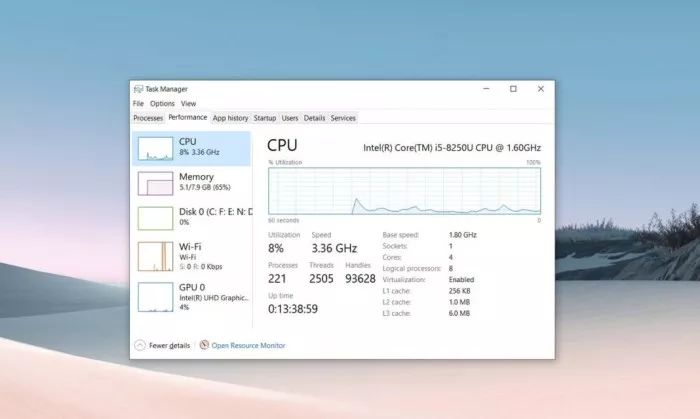 Task Manager
File Options View
Processes Performance App history Startup Users Details Services
CPU
8% 3.36 GHz
Memory
5.1/7.9 GB (65%)
Disk 0 (C: F: E: N: D
0%
Wi-Fi
Wi-Fi
S: 0 R: 0 Kbps
GPU 0
Intel(R) UHD Graphic...
4%
CPU Intel(R) Core(TM) i5-8250U CPU @ 1.60GHz
% Utilization 100%
60 seconds 0
Utilization Speed
8% 3.36 GHz
Processes Threads Handles
221 2505 93628
Up time
0:13:38:59
Base speed: 1.80 GHz
Sockets: 1
Cores: 4
Logical processors: 8
Virtualization: Enabled
L1 cache: 256 KB
L2 cache: 1.0 MB
L3 cache: 6.0 MB
Fewer details Open Resource Monitor